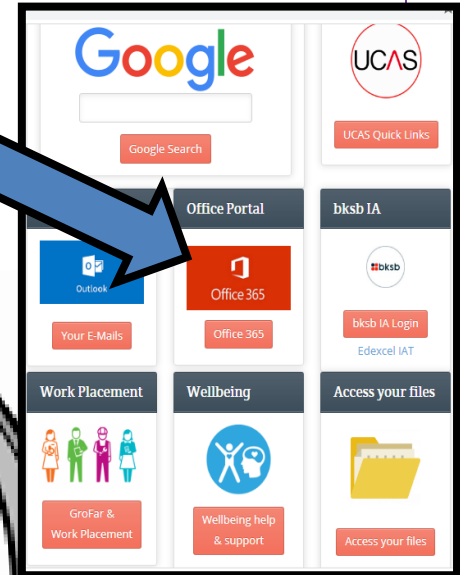 Google
UCAS
Google Search
UCAS Quick Links
Office Portal
bksb IA
Outlook
Office 365
bksb
Your E-Mails
Office 365
bksb IA Login
Edexcel IAT
Work Placement
Wellbeing
Access your files
GroFar &
Work Placement
Wellbeing help
& support
Access your files